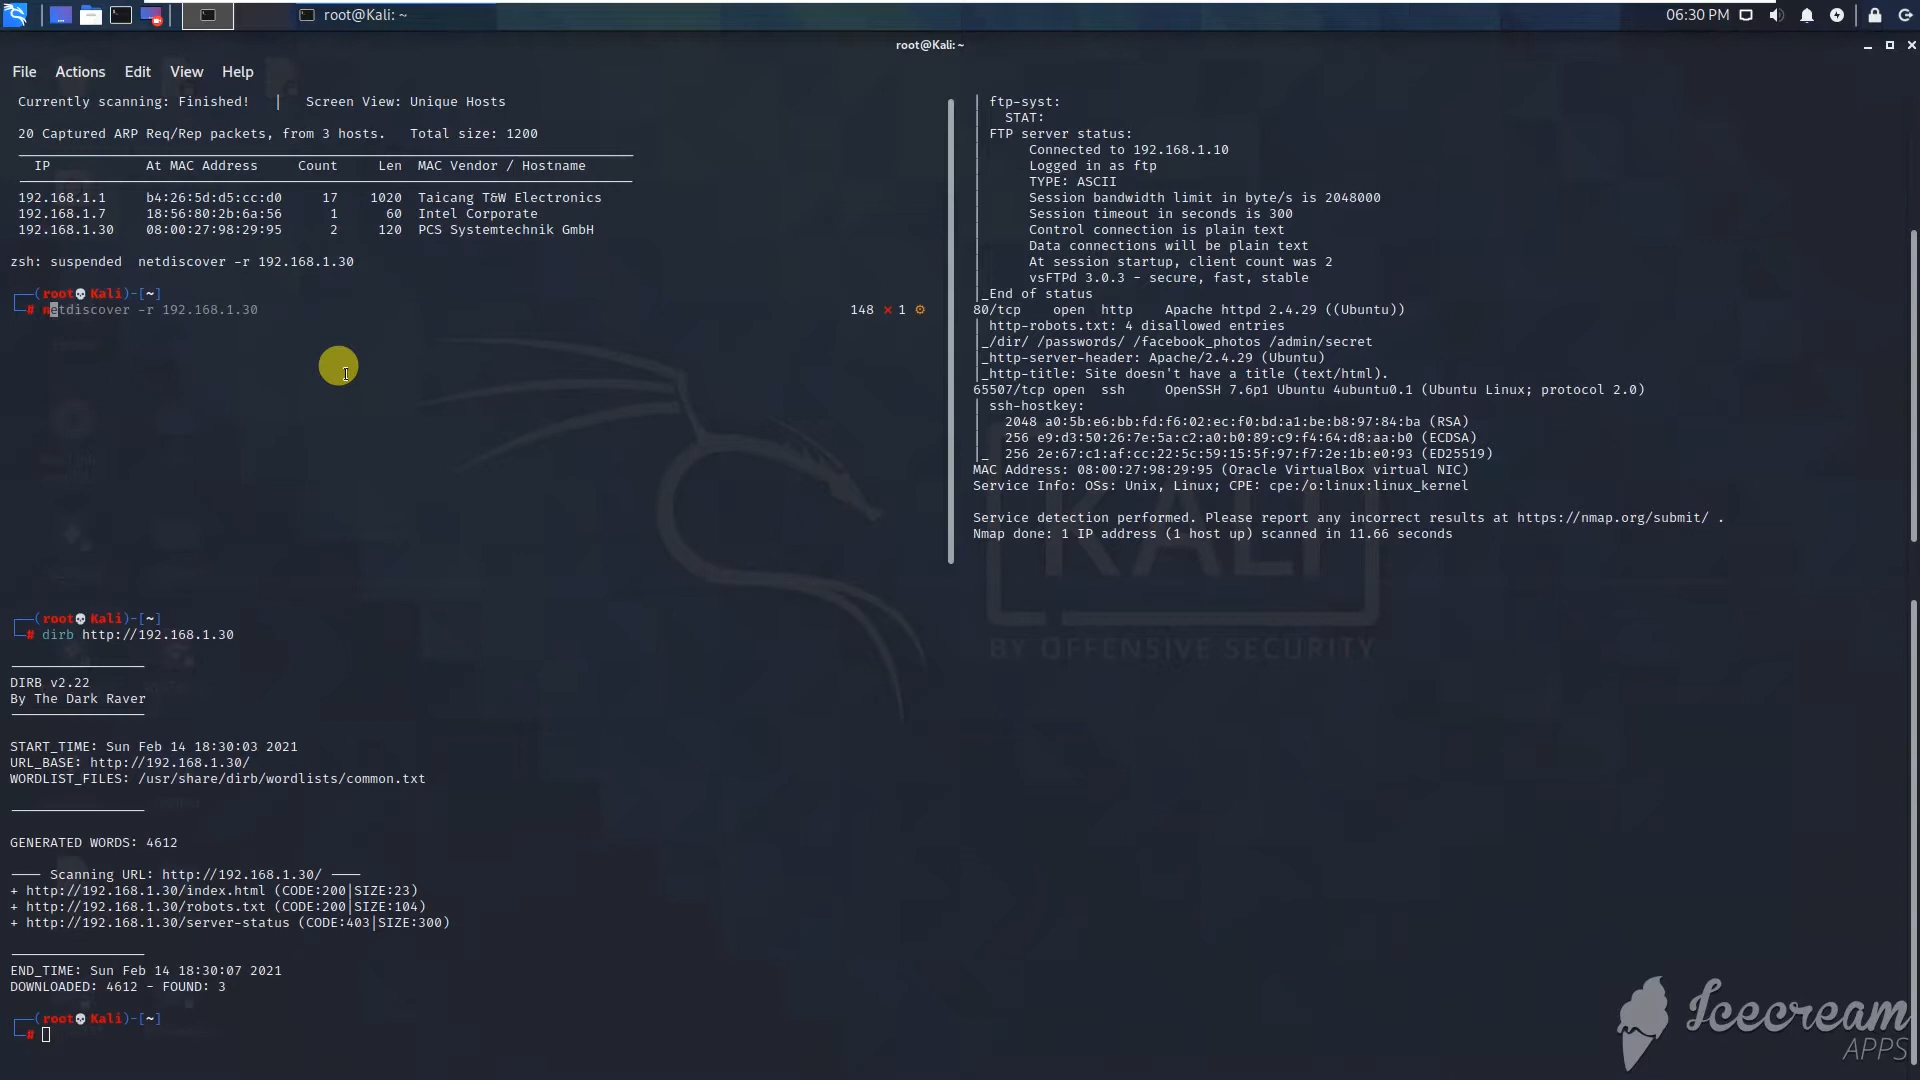 root@Kali: ~
06:30 PM
root@Kali: ~
File Actions Edit View Help
Currently scanning: Finished! | Screen View: Unique Hosts
20 Captured ARP Req/Rep packets, from 3 hosts. Total size: 1200
IP At MAC Address Count Len MAC Vendor / Hostname
192.168.1.1 b4:26:5d:d5:cc:d0 17 1020 Taicang T&W Electronics
192.168.1.7 18:56:80:2b:6a:56 1 60 Intel Corporate
192.168.1.30 08:00:27:98:29:95 2 120 PCS Systemtechnik GmbH
zsh: suspended netdiscover -r 192.168.1.30
┌──(root💀Kali)-[~]
└─# netdiscover -r 192.168.1.30 148 ⨯ 1 ⚙
| ftp-syst:
| STAT:
| FTP server status:
| Connected to 192.168.1.10
| Logged in as ftp
| TYPE: ASCII
| Session bandwidth limit in byte/s is 2048000
| Session timeout in seconds is 300
| Control connection is plain text
| Data connections will be plain text
| At session startup, client count was 2
| vsFTPd 3.0.3 - secure, fast, stable
|_End of status
80/tcp open http Apache httpd 2.4.29 ((Ubuntu))
| http-robots.txt: 4 disallowed entries
|_/dir/ /passwords/ /facebook_photos /admin/secret
|_http-server-header: Apache/2.4.29 (Ubuntu)
|_http-title: Site doesn't have a title (text/html).
65507/tcp open ssh OpenSSH 7.6p1 Ubuntu 4ubuntu0.1 (Ubuntu Linux; protocol 2.0)
| ssh-hostkey:
| 2048 a0:5b:e6:bb:fd:f6:02:ec:f0:bd:a1:be:b8:97:84:ba (RSA)
| 256 e9:d3:50:26:7e:5a:c2:a0:b0:89:c9:f4:64:d8:aa:b0 (ECDSA)
|_ 256 2e:67:c1:af:cc:22:5c:59:15:5f:97:f7:2e:1b:e0:93 (ED25519)
MAC Address: 08:00:27:98:29:95 (Oracle VirtualBox virtual NIC)
Service Info: OSs: Unix, Linux; CPE: cpe:/o:linux:linux_kernel
Service detection performed. Please report any incorrect results at https://nmap.org/submit/ .
Nmap done: 1 IP address (1 host up) scanned in 11.66 seconds
KALI
BY OFFENSIVE SECURITY
┌──(root💀Kali)-[~]
└─# dirb http://192.168.1.30
DIRB v2.22
By The Dark Raver
START_TIME: Sun Feb 14 18:30:03 2021
URL_BASE: http://192.168.1.30/
WORDLIST_FILES: /usr/share/dirb/wordlists/common.txt
GENERATED WORDS: 4612
---- Scanning URL: http://192.168.1.30/ ----
+ http://192.168.1.30/index.html (CODE:200|SIZE:23)
+ http://192.168.1.30/robots.txt (CODE:200|SIZE:104)
+ http://192.168.1.30/server-status (CODE:403|SIZE:300)
END_TIME: Sun Feb 14 18:30:07 2021
DOWNLOADED: 4612 - FOUND: 3
┌──(root💀Kali)-[~]
└─#
Icecream
APPS